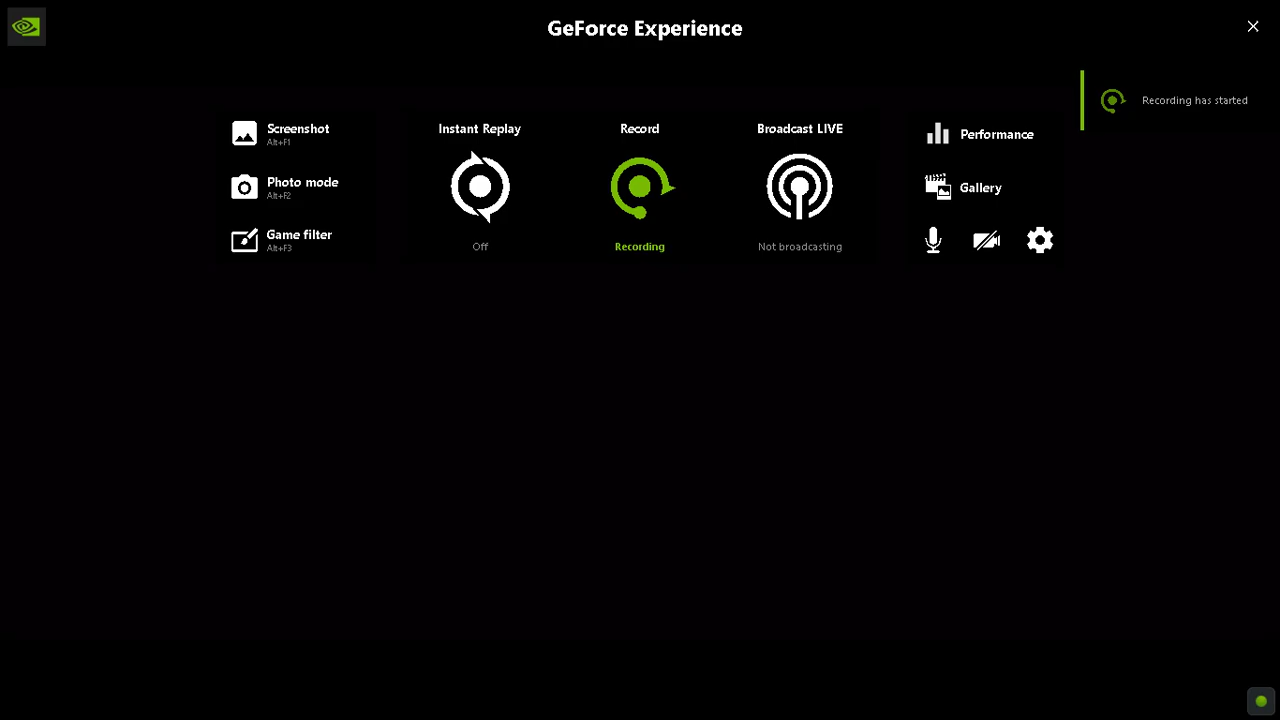 GeForce Experience
Recording has started
Screenshot
Alt+F1
Photo mode
Alt+F2
Game filter
Alt+F3
Instant Replay
Off
Record
Recording
Broadcast LIVE
Not broadcasting
Performance
Gallery